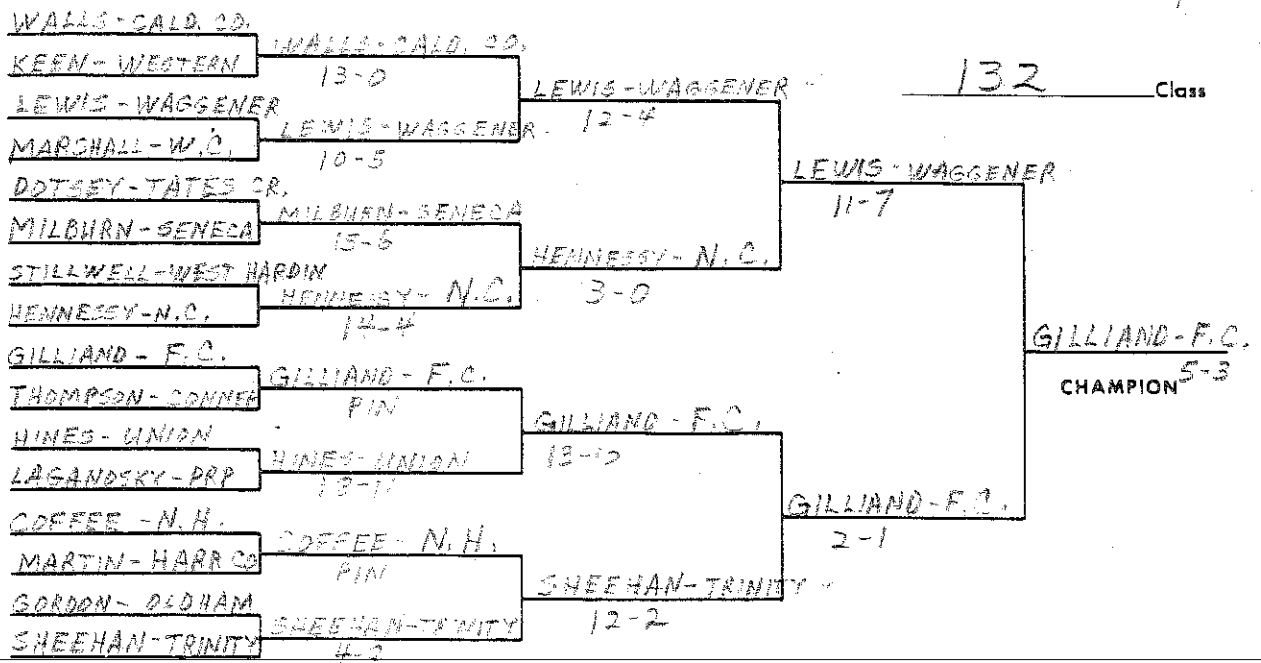 WALLS - CALD. CO.
KEEN - WESTERN
LEWIS - WAGGENER
MARSHALL - W.C.
DOTSEY - TATES CR.
MILBURN - SENECA
STILLWELL - WEST HARDIN
HENNESSY - N.C.
GILLIAND - F.C.
THOMPSON - CONNER
HINES - UNION
LAGANDSKY - PRP
COFFEE - N.H.
MARTIN - HARR CO
GORDON - OLDHAM
SHEEHAN - TRINITY
WALLS - CALD. CO.
13-0
LEWIS - WAGGENER
10-5
MILBURN - SENECA
HENNESSY - N.C.
14-4
GILLIAND - F.C.
PIN
HINES - UNION
COFFEE - N.H.
PIN
SHEEHAN - TRINITY
LEWIS - WAGGENER
12-4
HENNESSY - N.C.
3-0
GILLIAND - F.C.
SHEEHAN - TRINITY
12-2
LEWIS - WAGGENER
11-7
GILLIAND - F.C.
2-1
132 Class
GILLIAND - F.C.
CHAMPION 5-3